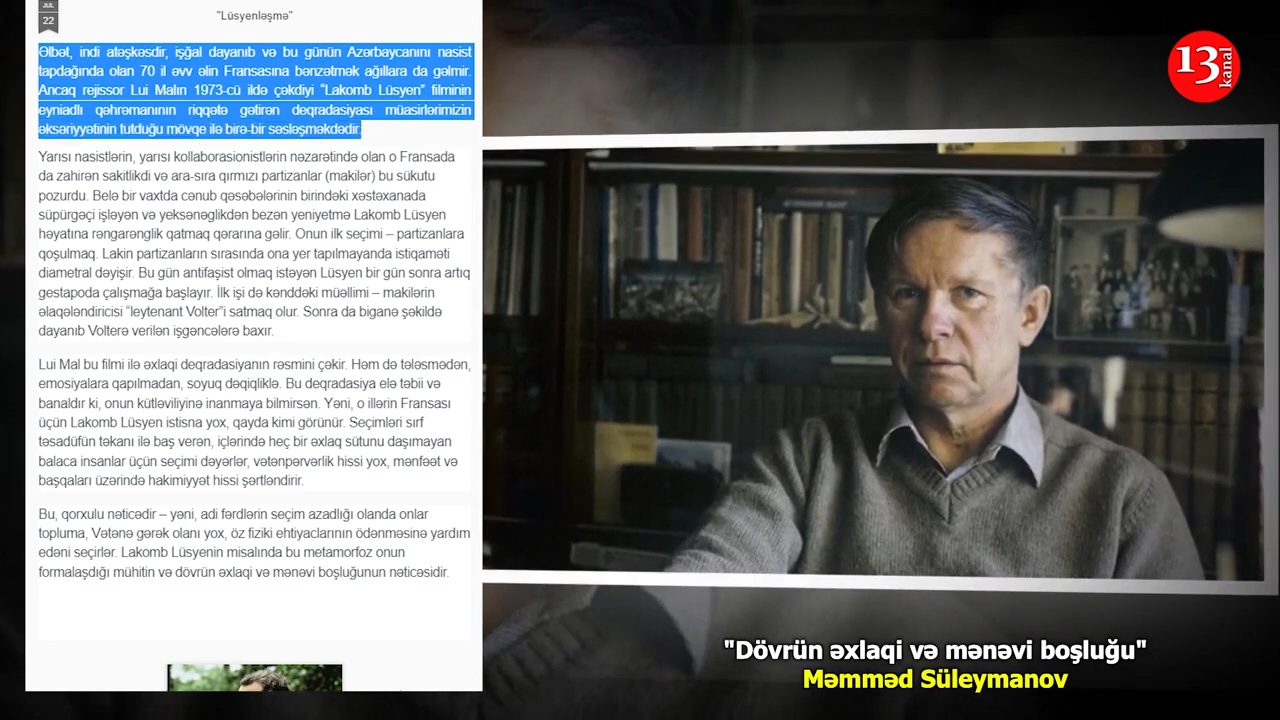 JUL
22
"Lüsyenləşmə"
Əlbət, indi atəşkəsdir, işğal dayanıb və bu günün Azərbaycanını nasist
tapdağında olan 70 il əvv əlin Fransasına bənzətmək ağıllara da gəlmir.
Ancaq rejissor Lui Malın 1973-cü ildə çəkdiyi “Lakomb Lüsyen” filminin
eyniadlı qəhrəmanının riqqətə gətirən deqradasiyası müasirlərimizin
əksəriyyətinin tutduğu mövqe ilə birə-bir səsləşməkdədir.
Yarısı nasistlərin, yarısı kollaborasionistlərin nəzarətində olan o Fransada
da zahirən sakitlikdi və ara-sıra qırmızı partizanlar (makilər) bu sükutu
pozurdu. Belə bir vaxtda cənub qəsəbələrinin birindəki xəstəxanada
süpürgəçi işləyən və yeksənəqlikdən bezən yeniyetmə Lakomb Lüsyen
həyatına rəngarənglik qatmaq qərarına gəlir. Onun ilk seçimi – partizanlara
qoşulmaq. Lakin partizanların sırasında ona yer tapılmayanda istiqaməti
diametral dəyişir. Bu gün antifaşist olmaq istəyən Lüsyen bir gün sonra artıq
gestapoda çalışmağa başlayır. İlk işi də kənddəki müəllimi – makilərin
əlaqələndiricisi “leytenant Volter”i satmaq olur. Sonra da biganə şəkildə
dayanıb Volterə verilən işgəncələrə baxır.
Lui Mal bu filmi ilə əxlaqi deqradasiyanın rəsmini çəkir. Həm də tələsmədən,
emosiyalara qapılmadan, soyuq dəqiqliklə. Bu deqradasiya elə təbii və
banaldır ki, onun kütləviliyinə inanmaya bilmirsən. Yəni, o illərin Fransası
üçün Lakomb Lüsyen istisna yox, qayda kimi görünür. Seçimləri sırf
təsadüfün təkanı ilə baş verən, içlərində heç bir əxlaq sütunu daşımayan
balaca insanlar üçün seçimi dəyərlər, vətənpərvərlik hissi yox, mənfəət və
başqaları üzərində hakimiyyət hissi şərtləndirir.
Bu, qorxulu nəticədir – yəni, adi fərdlərin seçim azadlığı olanda onlar
topluma, Vətənə gərək olanı yox, öz fiziki ehtiyaclarının ödənməsinə yardım
edəni seçirlər. Lakomb Lüsyenin misalında bu metamorfoz onun
formalaşdığı mühitin və dövrün əxlaqi və mənəvi boşluğunun nəticəsidir.
13
kanal
"Dövrün əxlaqi və mənəvi boşluğu"
Məmməd Süleymanov